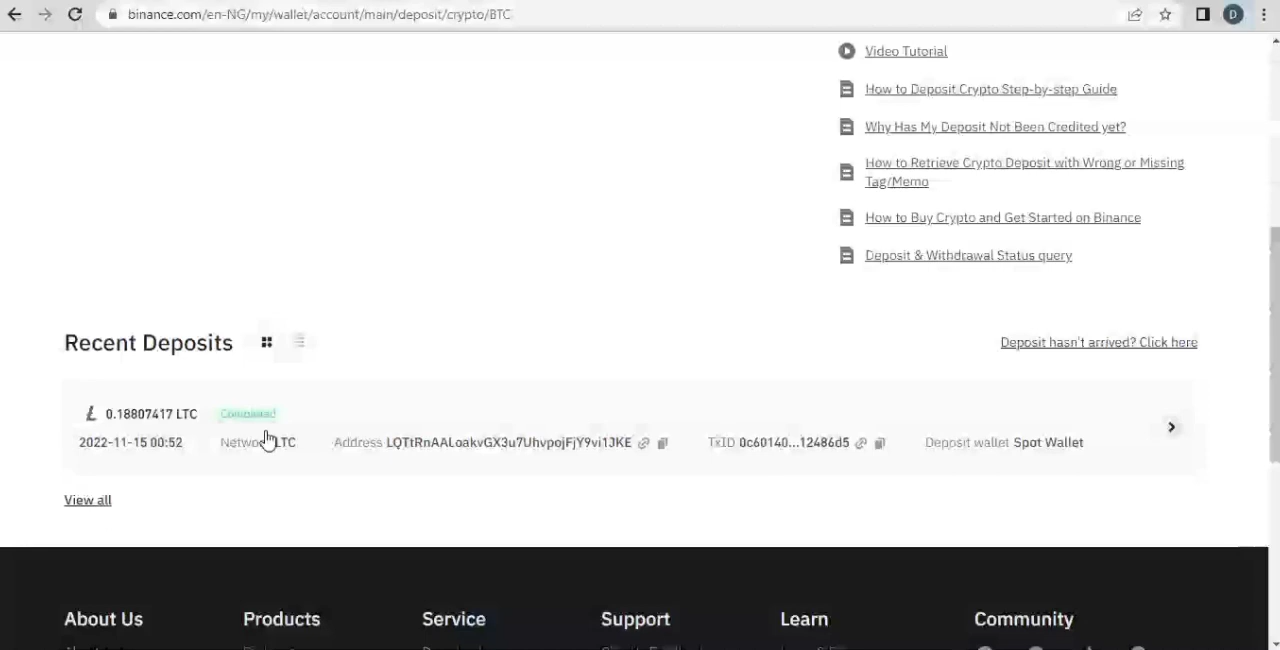 binance.com/en-NG/my/wallet/account/main/deposit/crypto/BTC
D
Video Tutorial
How to Deposit Crypto Step-by-step Guide
Why Has My Deposit Not Been Credited yet?
How to Retrieve Crypto Deposit with Wrong or Missing
Tag/Memo
How to Buy Crypto and Get Started on Binance
Deposit & Withdrawal Status query
Recent Deposits
Deposit hasn't arrived? Click here
0.18807417 LTC Completed
2022-11-15 00:52 LTC Address TxID 0c60140...12486d5 Deposit wallet Spot Wallet
View all
About Us Products Service Support Learn Community